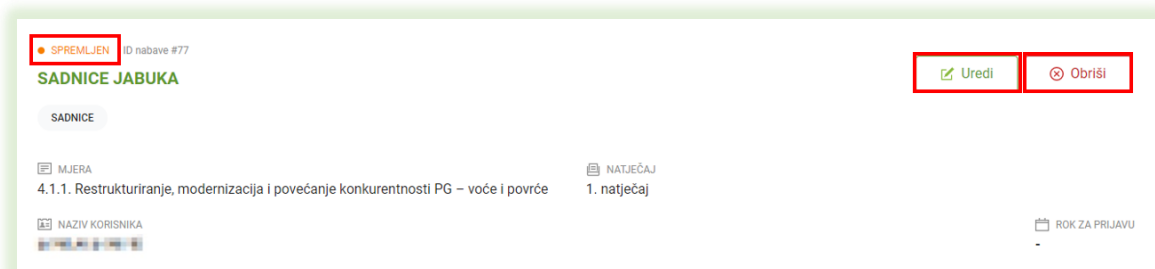 SPREMLJEN ID nabave #77
SADNICE JABUKA
Uredi
Obriši
SADNICE
MJERA
4.1.1. Restrukturiranje, modernizacija i povećanje konkurentnosti PG – voće i povrće
NATJEČAJ
1. natječaj
NAZIV KORISNIKA
ROK ZA PRIJAVU
-